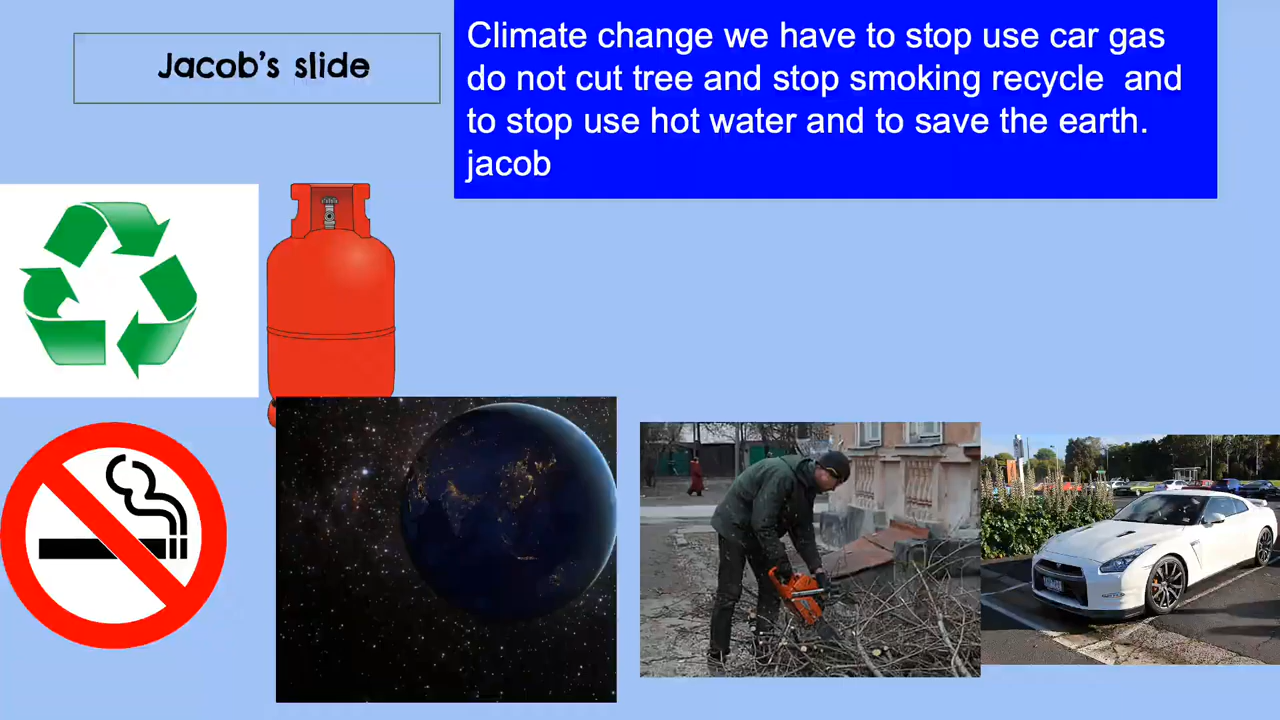 Jacob's slide
Climate change we have to stop use car gas
do not cut tree and stop smoking recycle  and
to stop use hot water and to save the earth.
jacob